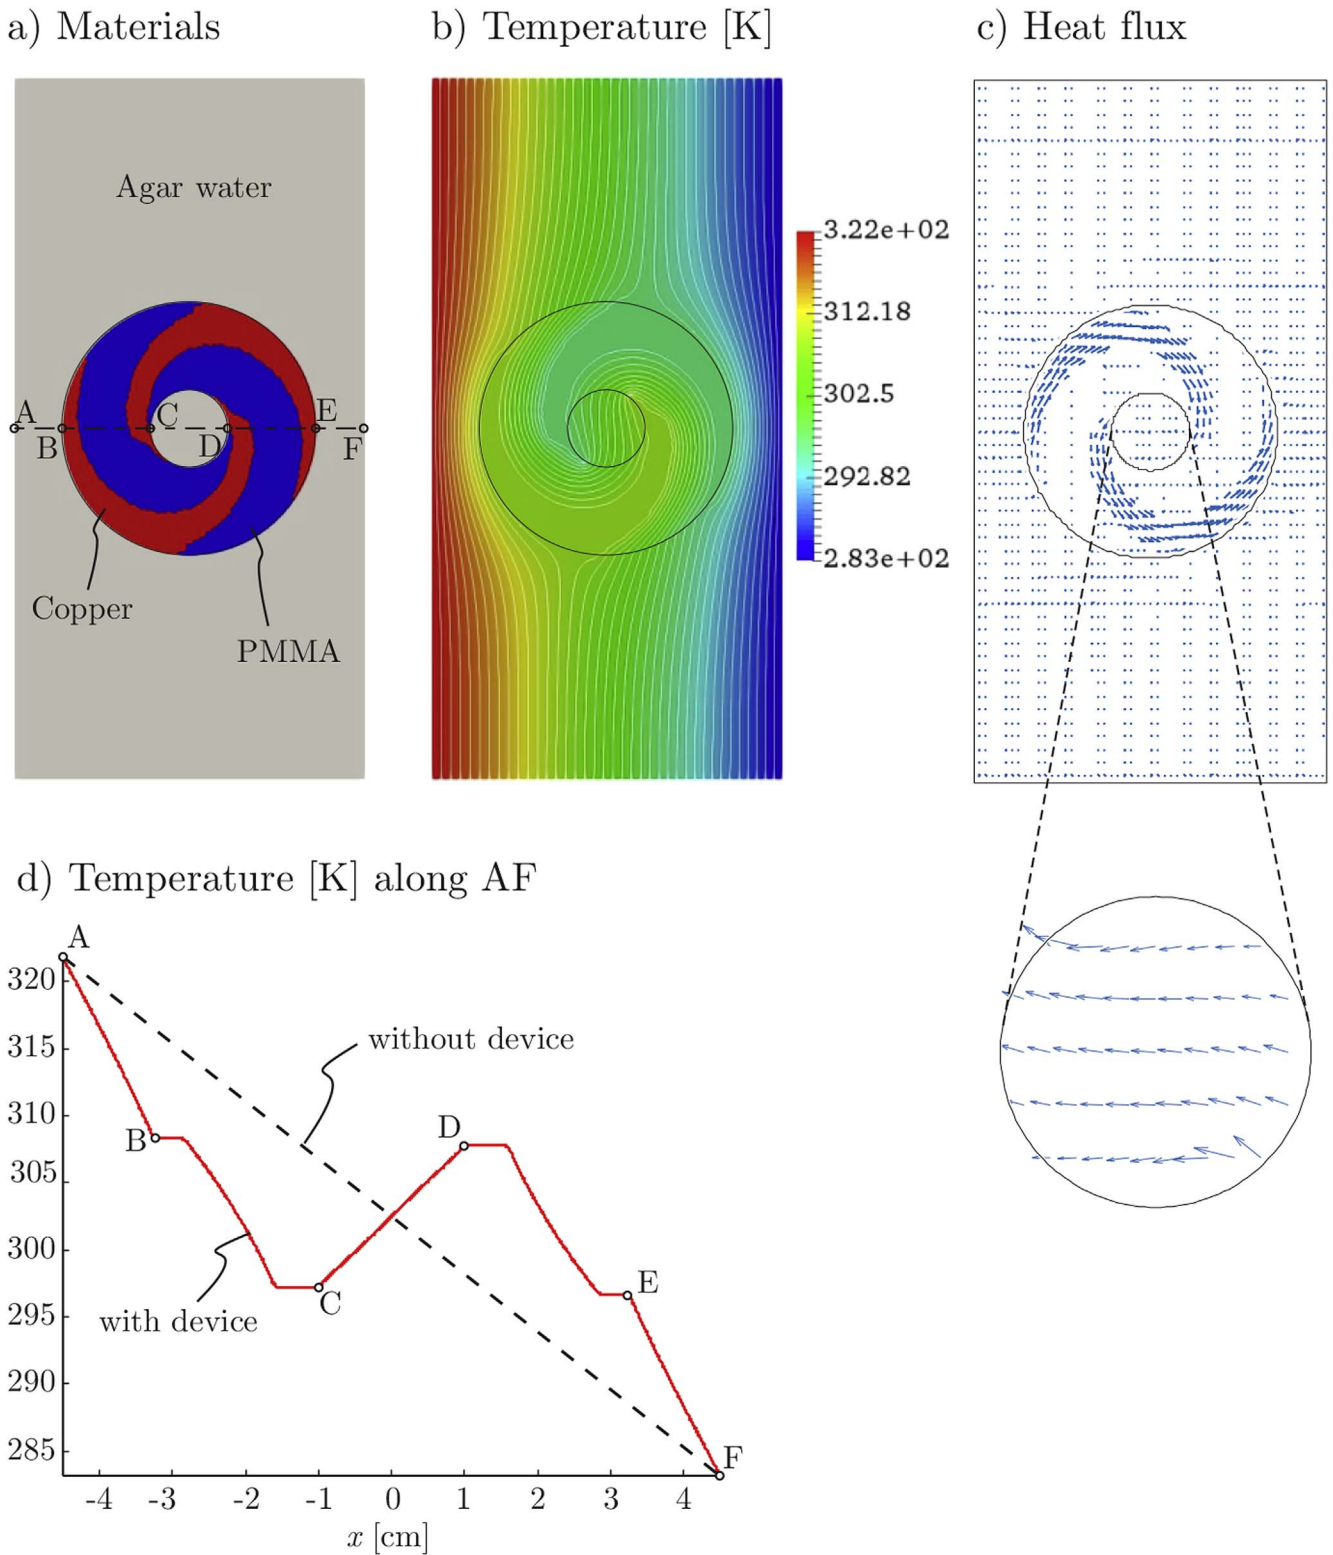 a) Materials
b) Temperature [K]
c) Heat flux
Agar water
A
B
C
D
E
F
Copper
PMMA
3.22e+02
312.18
302.5
292.82
2.83e+02
d) Temperature [K] along AF
A
320
315
310
305
300
295
290
285
without device
B
D
C
E
with device
F
-4
-3
-2
-1
0
1
2
3
4
x [cm]